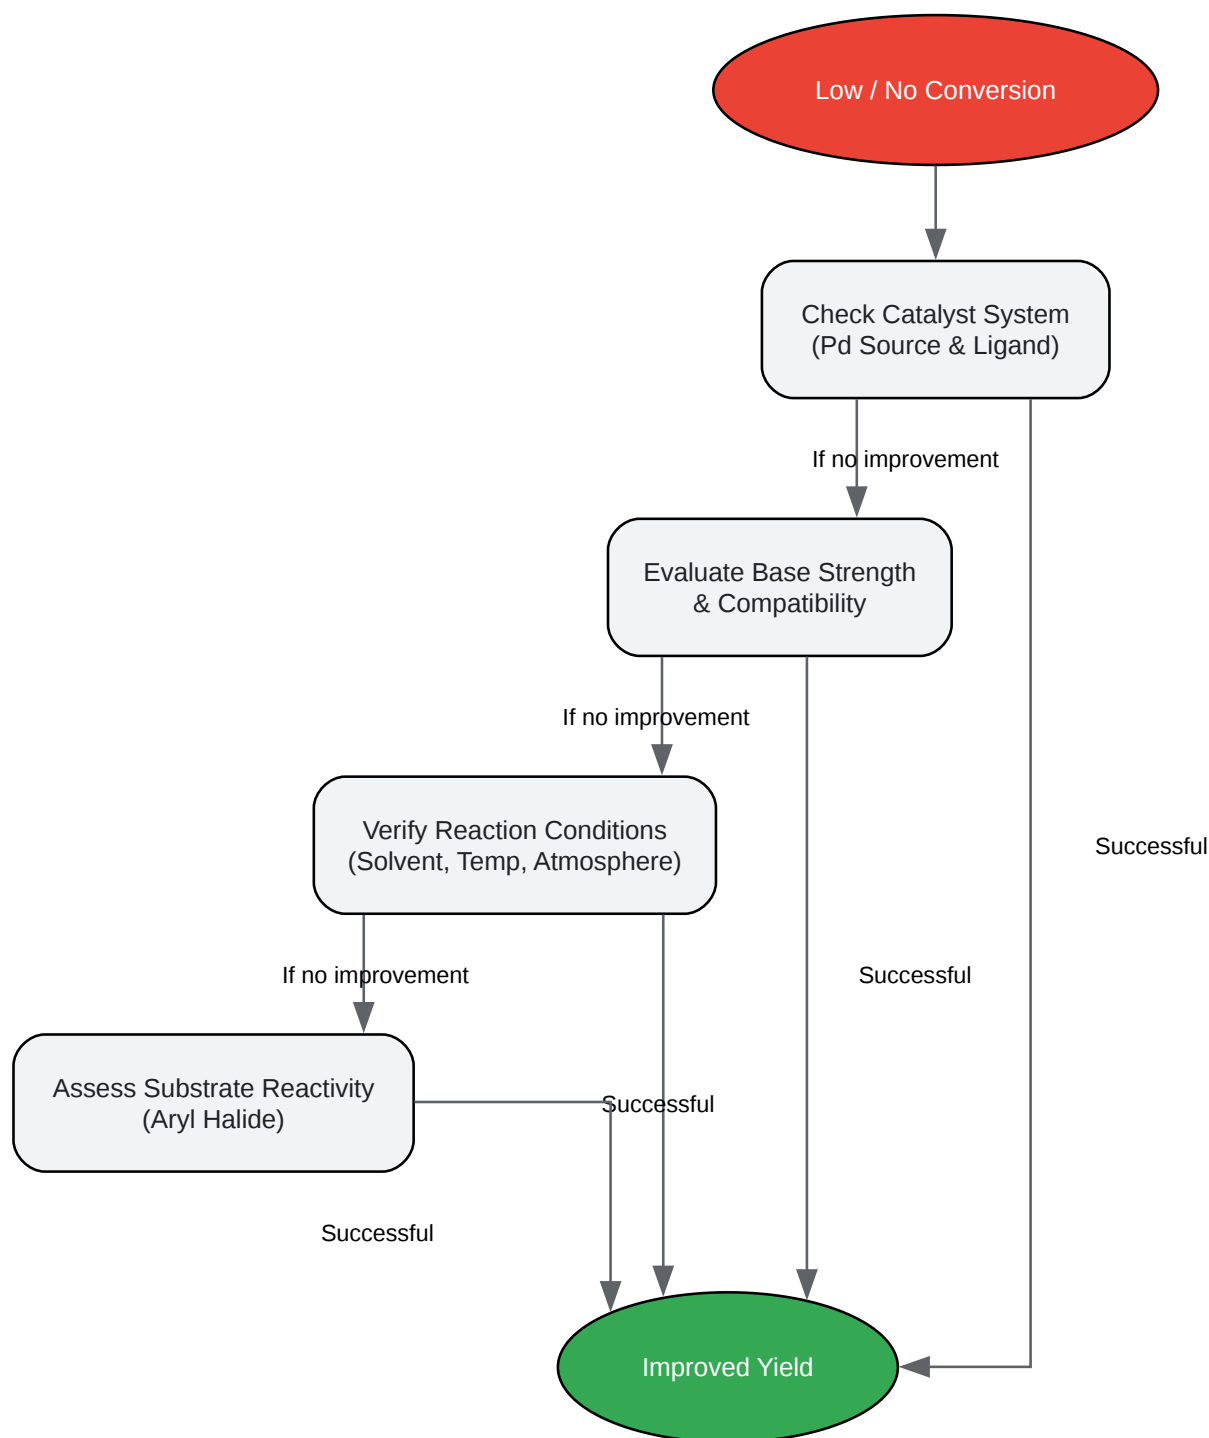 Low / No Conversion
Check Catalyst System
(Pd Source & Ligand)
If no improvement
Evaluate Base Strength
& Compatibility
If no improvement
Verify Reaction Conditions
(Solvent, Temp, Atmosphere)
Successful
If no improvement
Successful
Assess Substrate Reactivity
(Aryl Halide)
Successful
Successful
Improved Yield